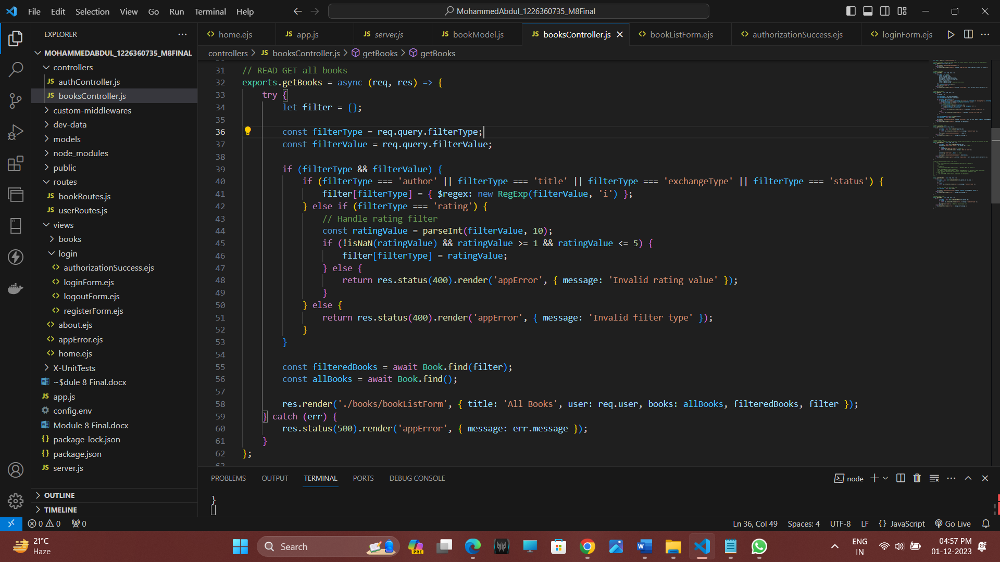 File Edit Selection View Go Run Terminal Help
MohammedAbdul_1226360735_M8Final
EXPLORER
MOHAMMEDABDUL_1226360735_M8FINAL
controllers
JS authController.js
JS booksController.js
custom-middlewares
dev-data
models
node_modules
public
routes
JS bookRoutes.js
JS userRoutes.js
views
books
login
<> authorizationSuccess.ejs
<> loginForm.ejs
<> logoutForm.ejs
<> registerForm.ejs
<> about.ejs
<> appError.ejs
<> home.ejs
X-UnitTests
~$dule 8 Final.docx
JS app.js
config.env
Module 8 Final.docx
{} package-lock.json
{} package.json
JS server.js
OUTLINE
TIMELINE
<> home.ejs JS app.js JS server.js JS bookModel.js JS booksController.js <> bookListForm.ejs <> authorizationSuccess.ejs <> loginForm.ejs
controllers > JS booksController.js > getBooks > getBooks
31 // READ GET all books
32 exports.getBooks = async (req, res) => {
33 try {
34 let filter = {};
35
36 const filterType = req.query.filterType;
37 const filterValue = req.query.filterValue;
38
39 if (filterType && filterValue) {
40 if (filterType === 'author' || filterType === 'title' || filterType === 'exchangeType' || filterType === 'status') {
41 filter[filterType] = { $regex: new RegExp(filterValue, 'i') };
42 } else if (filterType === 'rating') {
43 // Handle rating filter
44 const ratingValue = parseInt(filterValue, 10);
45 if (!isNaN(ratingValue) && ratingValue >= 1 && ratingValue <= 5) {
46 filter[filterType] = ratingValue;
47 } else {
48 return res.status(400).render('appError', { message: 'Invalid rating value' });
49 }
50 } else {
51 return res.status(400).render('appError', { message: 'Invalid filter type' });
52 }
53 }
54
55 const filteredBooks = await Book.find(filter);
56 const allBooks = await Book.find();
57
58 res.render('./books/bookListForm', { title: 'All Books', user: req.user, books: allBooks, filteredBooks, filter });
59 } catch (err) {
60 res.status(500).render('appError', { message: err.message });
61 }
62 };
63
PROBLEMS OUTPUT TERMINAL PORTS DEBUG CONSOLE
node
}
0 0 0
Ln 36, Col 49 Spaces: 4 UTF-8 LF {} JavaScript Go Live
21°C
Haze
Search
PRE
ENG
IN
04:57 PM
01-12-2023